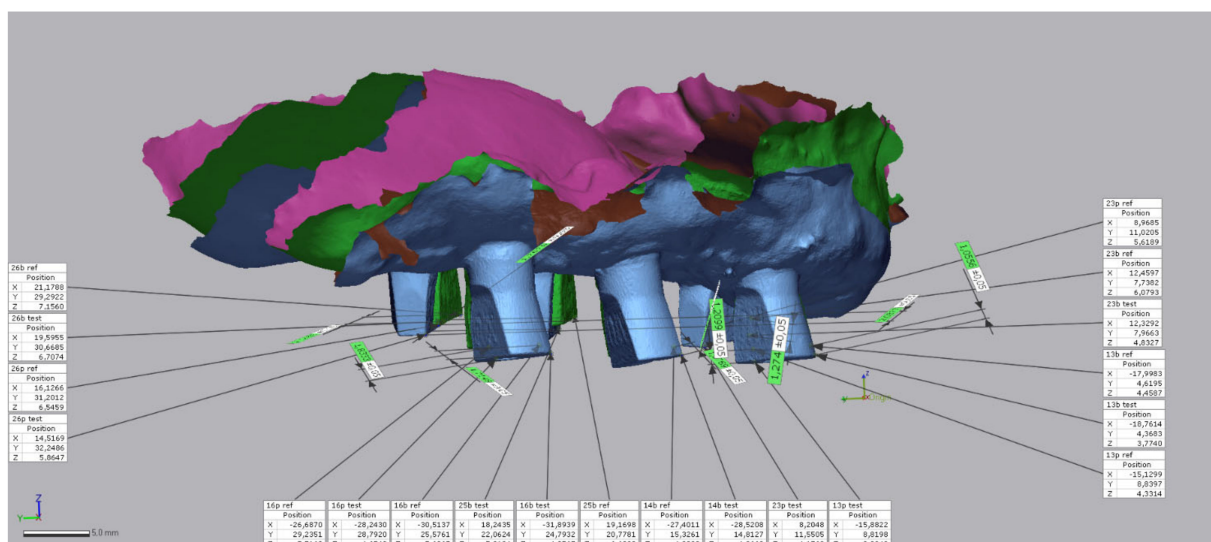 23p ref
Position
X 8,9685
Y 11,0205
Z 5,6189
23b ref
Position
X 12,4597
Y 7,7382
Z 6,0793
23b test
Position
X 12,3292
Y 7,9663
Z 4,8327
13b ref
Position
X -17,9983
Y 4,6195
Z 4,4587
13b test
Position
X -18,7614
Y 4,3683
Z 3,7740
13p ref
Position
X -15,1299
Y 8,8397
Z 4,3314
26b ref
Position
X 21,1788
Y 29,2922
Z 7,1560
26b test
Position
X 19,5955
Y 30,6685
Z 6,7074
26p ref
Position
X 16,1266
Y 31,2012
Z 6,5459
26p test
Position
X 14,5169
Y 32,2486
Z 5,8647
1,0556 ±0,05
1,2099 ±0,05
1,274 ±0,05
Z
Y X
5.0 mm
16p ref
Position
X -26,6870
Y 29,2351
16p test
Position
X -28,2430
Y 28,7920
16b ref
Position
X -30,5137
Y 25,5761
25b test
Position
X 18,2435
Y 22,0624
16b test
Position
X -31,8939
Y 24,7932
25b ref
Position
X 19,1698
Y 20,7781
14b ref
Position
X -27,4011
Y 15,3261
14b test
Position
X -28,5208
Y 14,8127
23p test
Position
X 8,2048
Y 11,5505
13p test
Position
X -15,8822
Y 8,8198